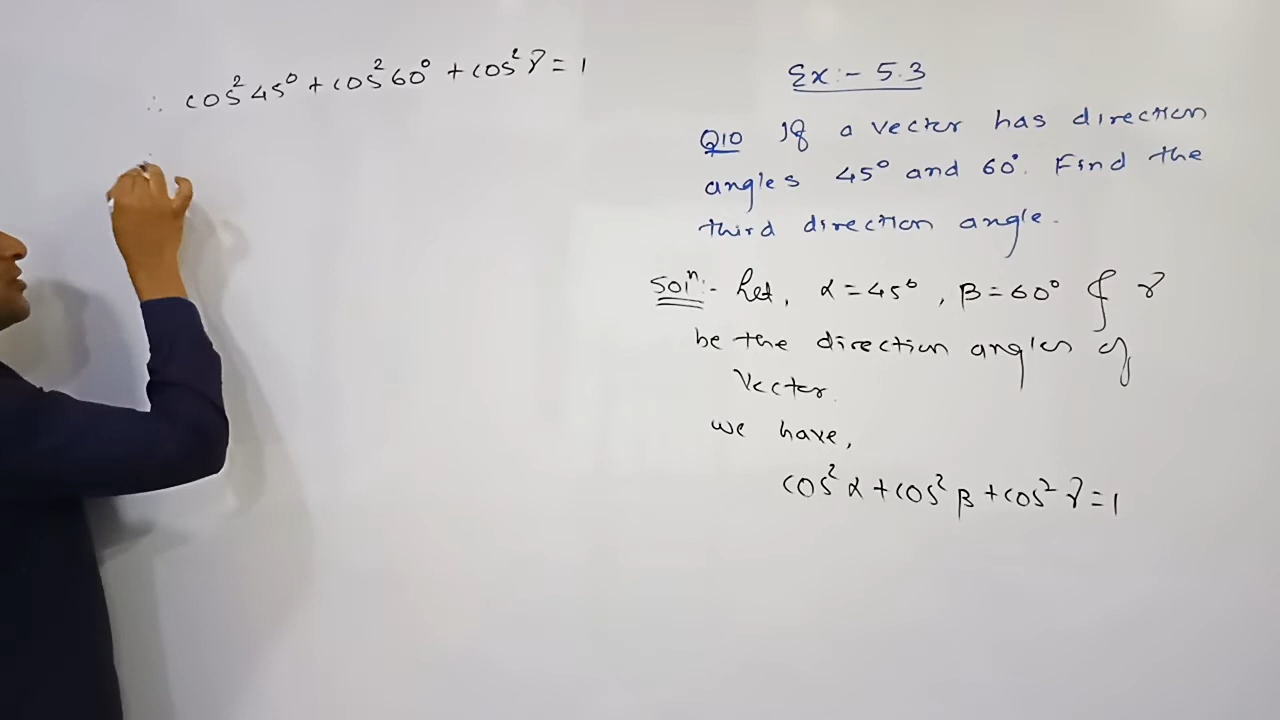 ∴ cos²45° + cos²60° + cos²γ = 1
Ex:- 5.3
Q10 If a vector has direction
angles 45° and 60°. Find the
third direction angle.
Solⁿ:- Let, α = 45°, β = 60° & γ
be the direction angles of
vector.
we have,
cos²α + cos²β + cos²γ = 1